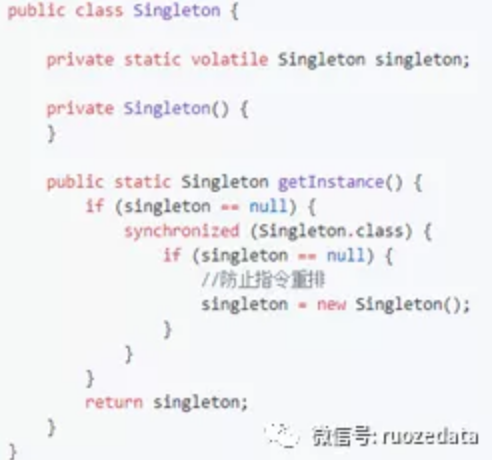 public class Singleton {
private static volatile Singleton singleton;
private Singleton() {
}
public static Singleton getInstance() {
if (singleton == null) {
synchronized (Singleton.class) {
if (singleton == null) {
//防止指令重排
singleton = new Singleton();
}
}
}
return singleton;
}
}
微信号: ruozedata